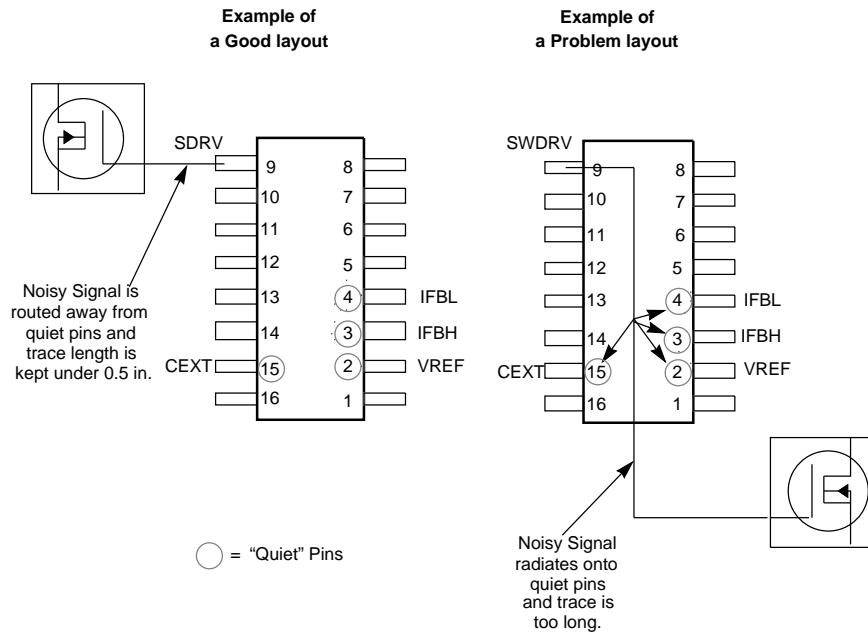 Example of
a Good layout
Example of
a Problem layout
SDRV
9
8
10
7
11
6
12
5
13
4
IFBL
14
3
IFBH
CEXT
15
2
VREF
16
1
Noisy Signal is
routed away from
quiet pins and
trace length is
kept under 0.5 in.
SWDRV
9
8
10
7
11
6
12
5
13
4
IFBL
14
3
IFBH
CEXT
15
2
VREF
16
1
= “Quiet” Pins
Noisy Signal
radiates onto
quiet pins
and trace is
too long.